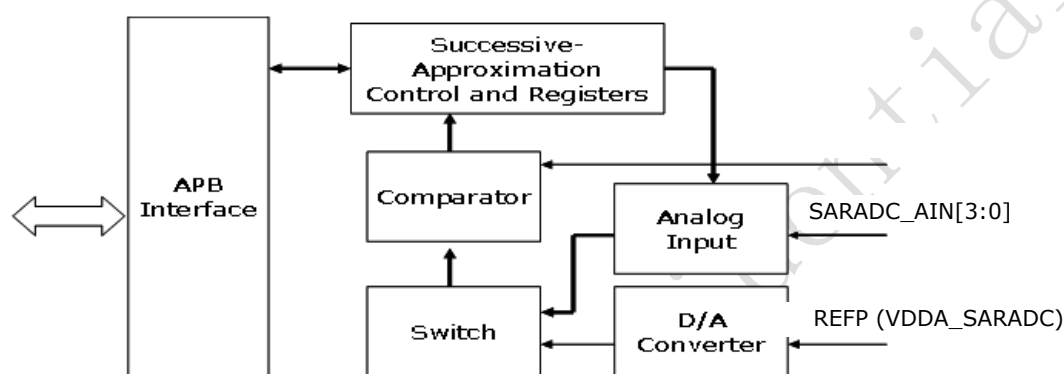 Successive-
Approximation
Control and Registers
APB
Interface
Comparator
Analog
Input
SARADC_AIN[3:0]
Switch
D/A
Converter
REFP (VDDA_SARADC)